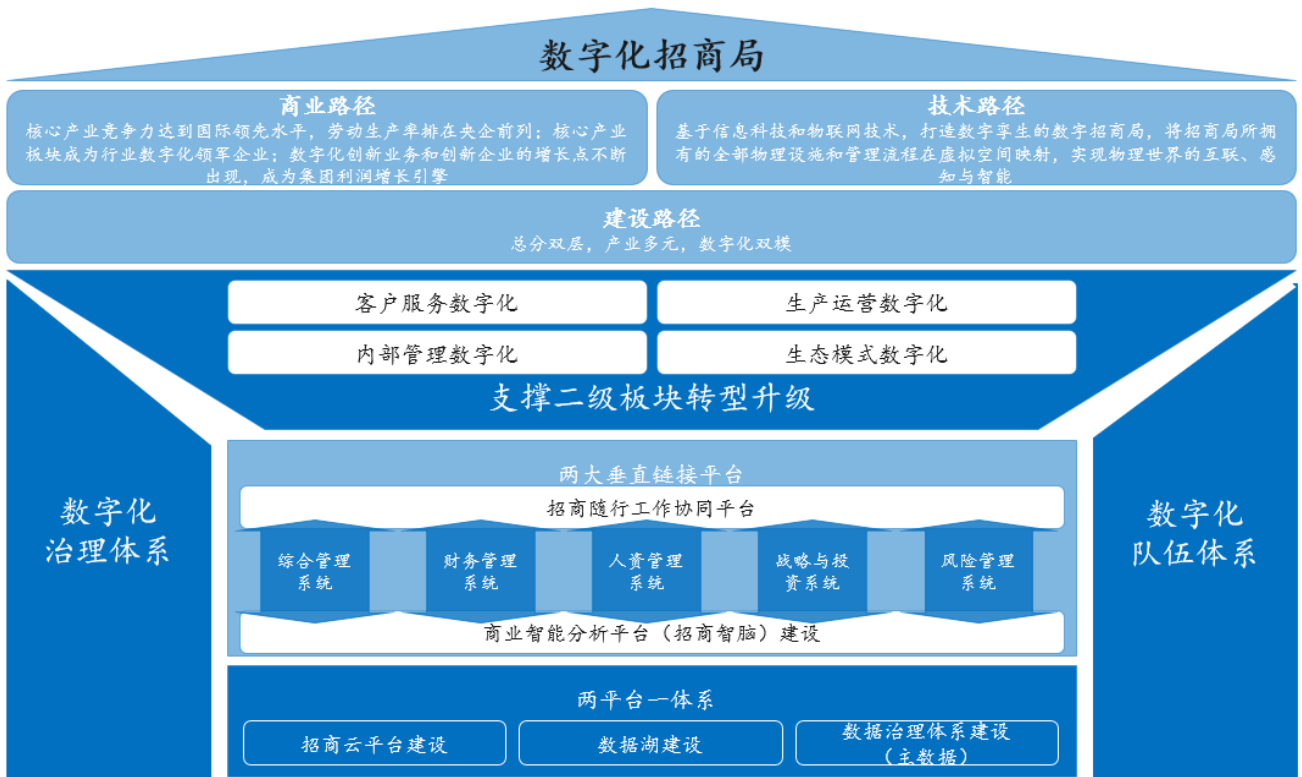 数字化招商局
商业路径
核心产业竞争力达到国际领先水平，劳动生产率排在央企前列；核心产业
板块成为行业数字化领军企业；数字化创新业务和创新企业的增长点不断
出现，成为集团利润增长引擎
技术路径
基于信息科技和物联网技术，打造数字孪生的数字招商局，将招商局所拥
有的全部物理设施和管理流程在虚拟空间映射，实现物理世界的互联、感
知与智能
建设路径
总分双层，产业多元，数字化双模
客户服务数字化
生产运营数字化
内部管理数字化
生态模式数字化
支撑二级板块转型升级
数字化
治理体系
两大垂直链接平台
招商随行工作协同平台
综合管理
系统
财务管理
系统
人资管理
系统
战略与投
资系统
风险管理
系统
商业智能分析平台（招商智脑）建设
数字化
队伍体系
两平台一体系
招商云平台建设
数据湖建设
数据治理体系建设
（主数据）